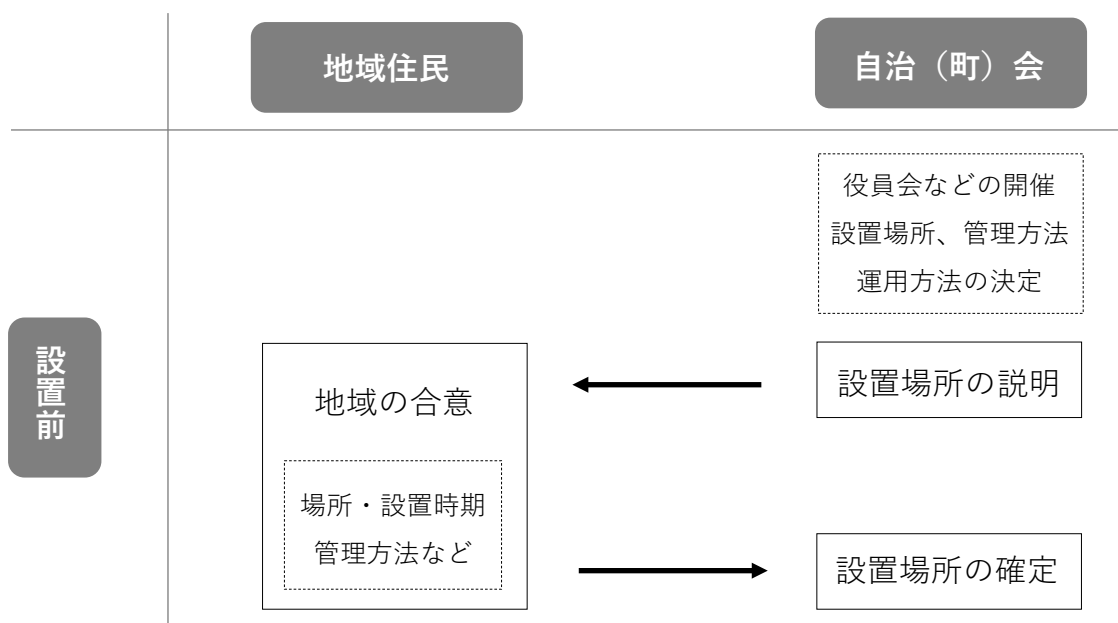 地域住民
自治（町）会
役員会などの開催
設置場所、管理方法
運用方法の決定
設置前
地域の合意
場所・設置時期
管理方法など
設置場所の説明
設置場所の確定